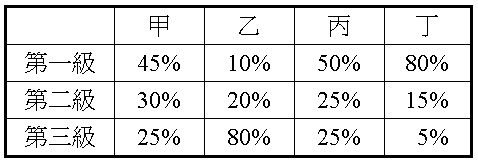 甲 乙 丙 丁
第一級 45% 10% 50% 80%
第二級 30% 20% 25% 15%
第三級 25% 80% 25% 5%